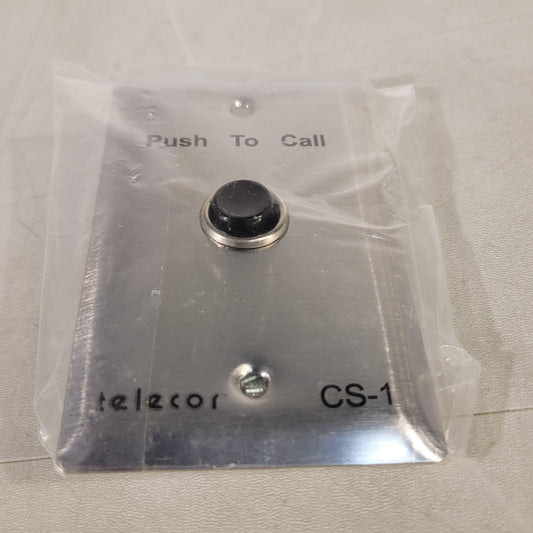 Push To Call
telecor CS-1